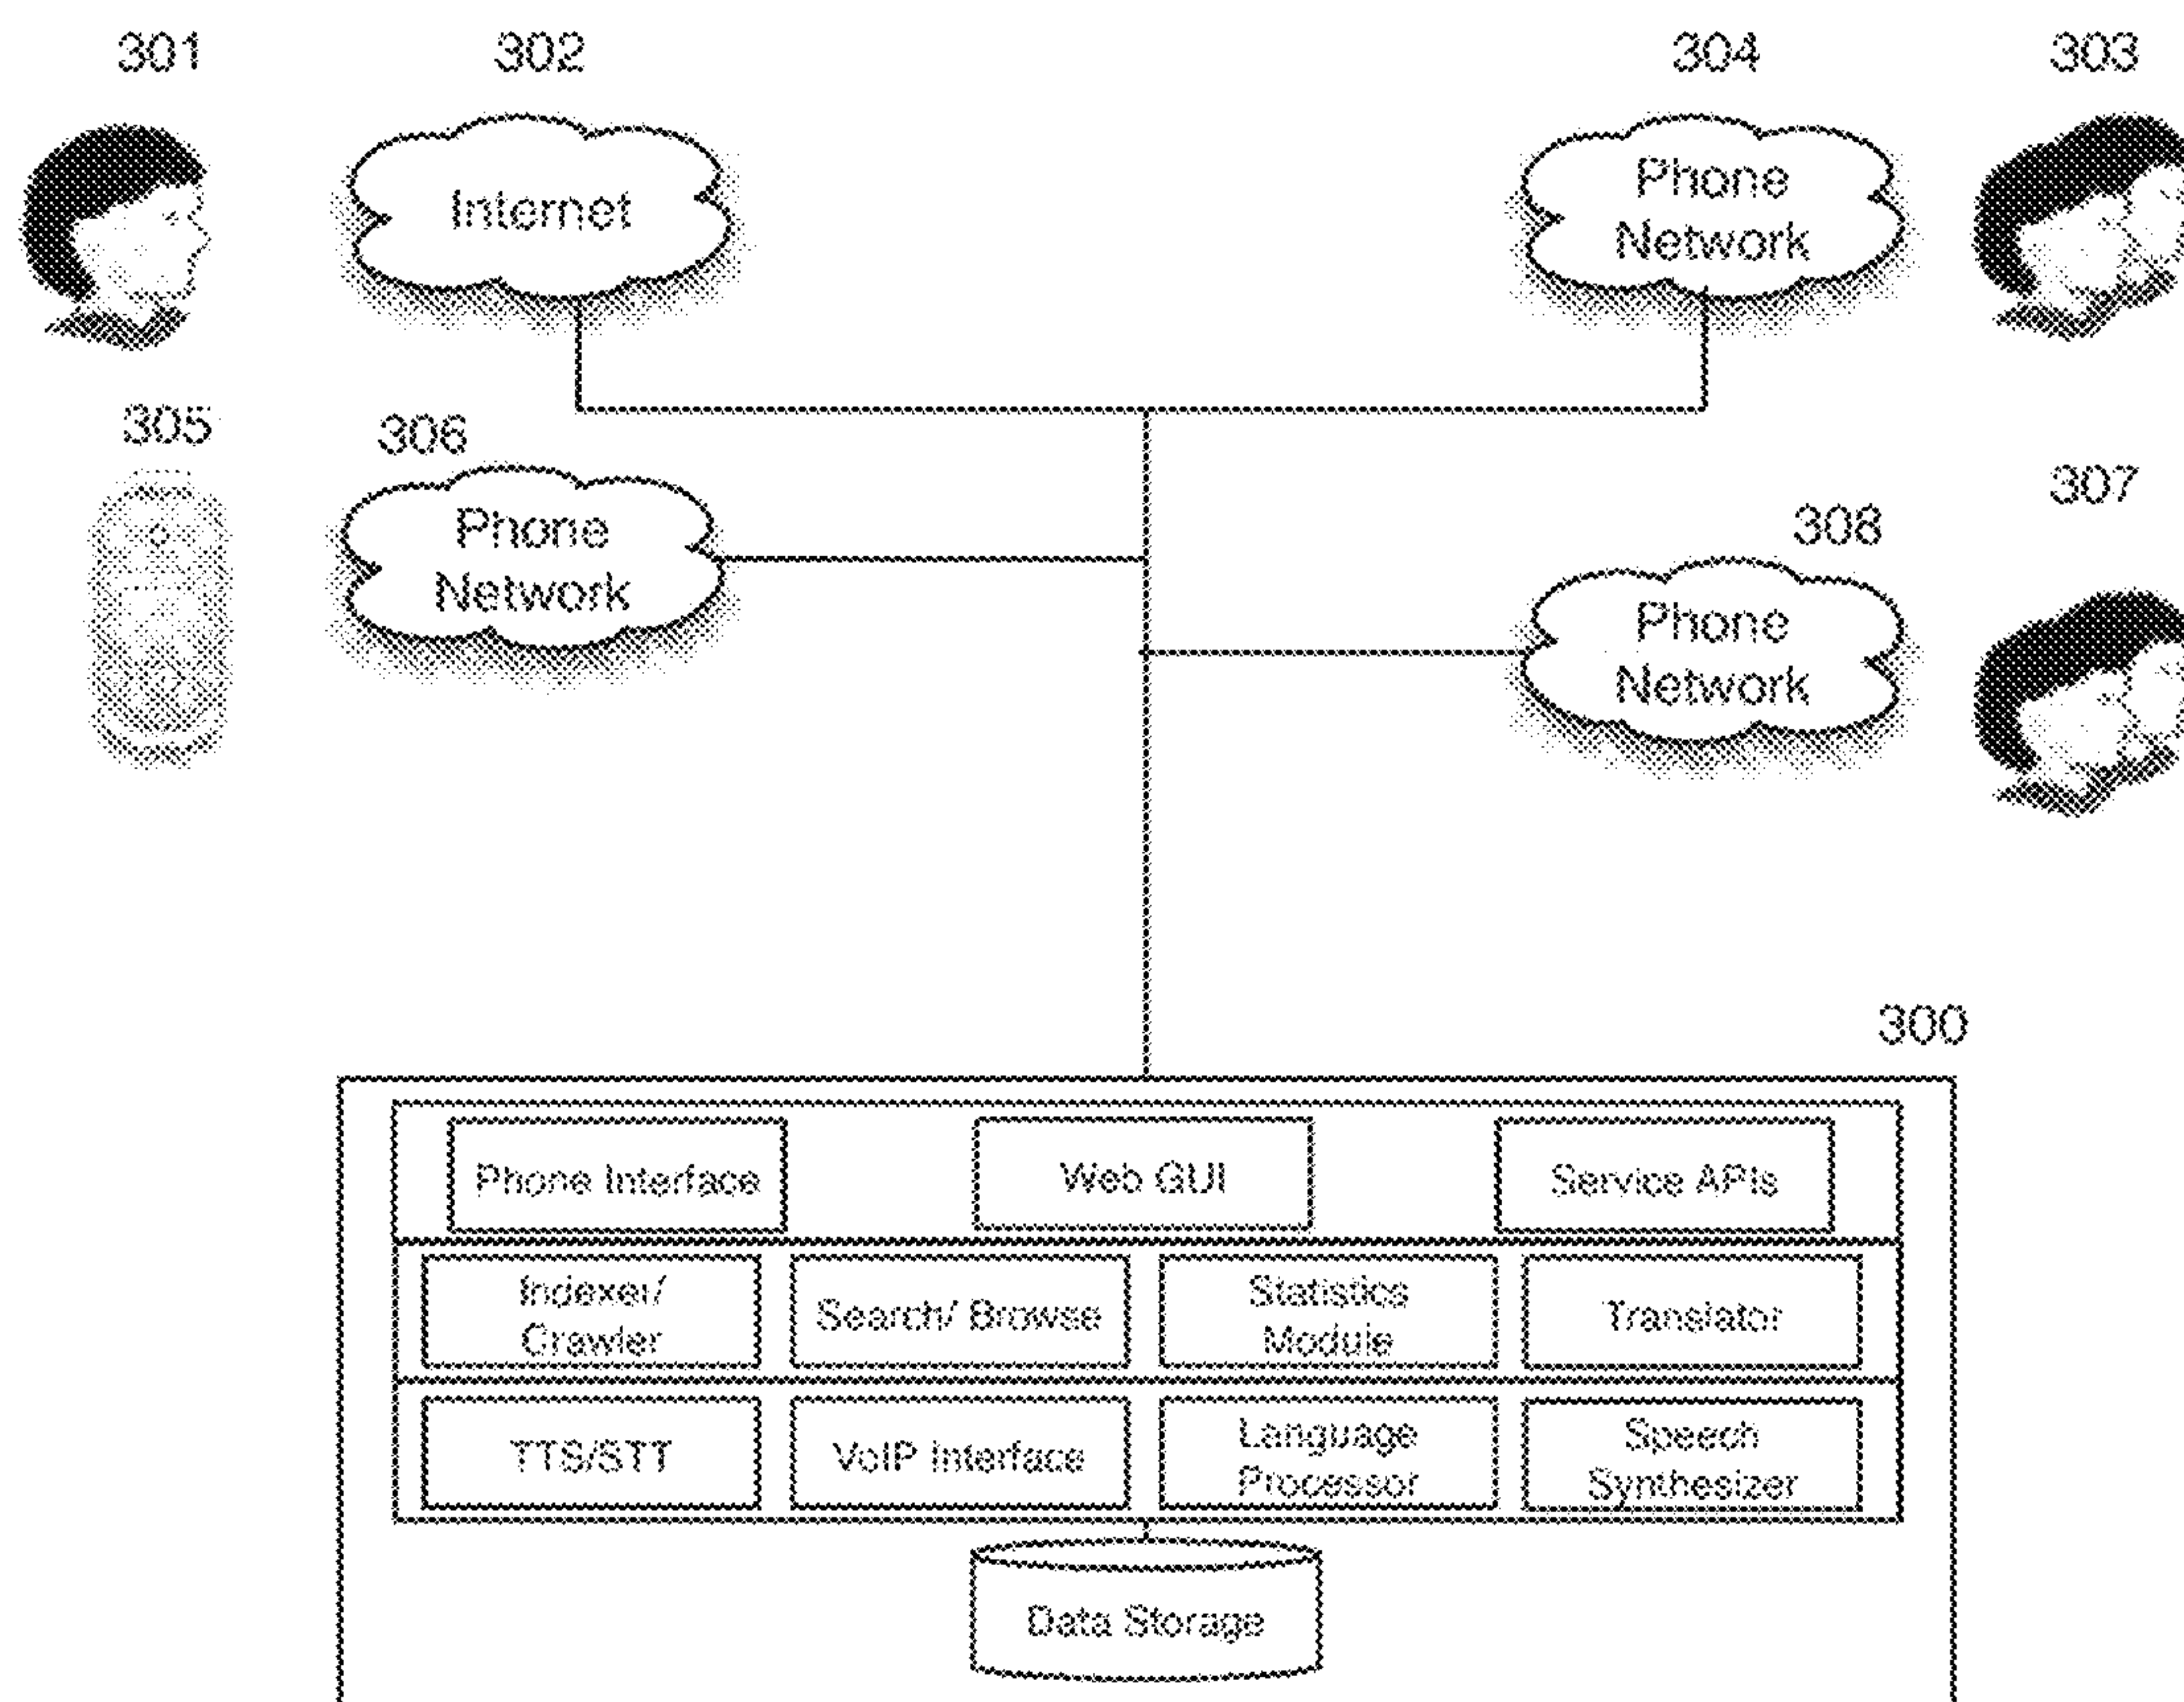 301
302
304
303
Internet
Phone
Network
305
306
Phone
Network
307
308
Phone
Network
300
Phone Interface
Web GUI
Service APIs
Indexer/
Crawler
Search/ Browse
Statistics
Module
Translator
TTS/STT
VoIP Interface
Language
Processor
Speech
Synthesizer
Data Storage